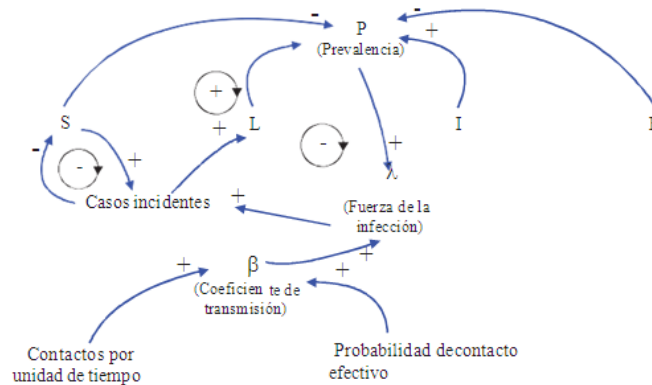 P
(Prevalencia)
-
-
+
+
S
+
L
I
-
-
+
-
+
λ
Casos incidentes
+
(Fuerza de la
infección)
+
β
+
+
(Coeficien te de
transmisión)
Contactos por
unidad de tiempo
Probabilidad decontacto
efectivo